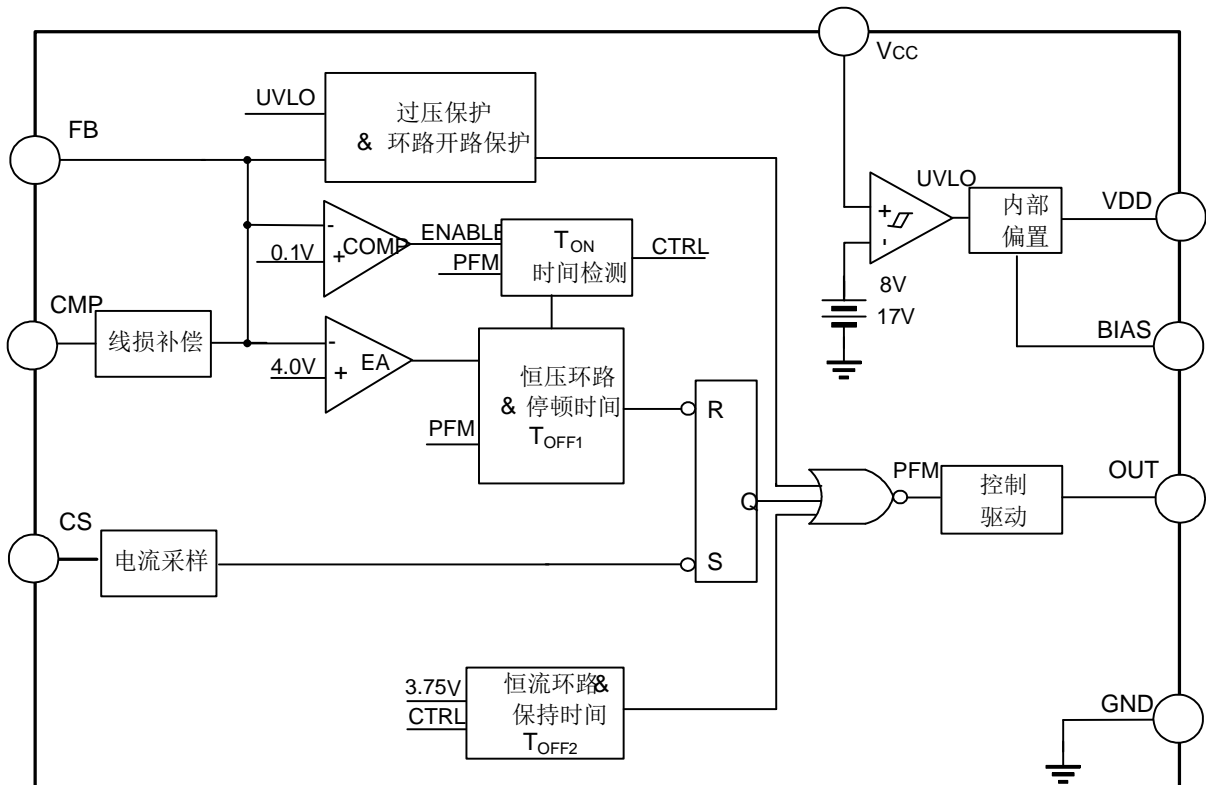 VCC
UVLO
过压保护
& 环路开路保护
FB
UVLO
VDD
内部
偏置
+
-
-
COMP
+
0.1V
ENABLE
PFM
TON
时间检测
CTRL
8V
17V
BIAS
CMP
线损补偿
-
EA
+
4.0V
恒压环路
& 停顿时间
TOFF1
PFM
R
Q
S
PFM
控制
驱动
OUT
CS
电流采样
3.75V
CTRL
恒流环路&
保持时间
TOFF2
GND